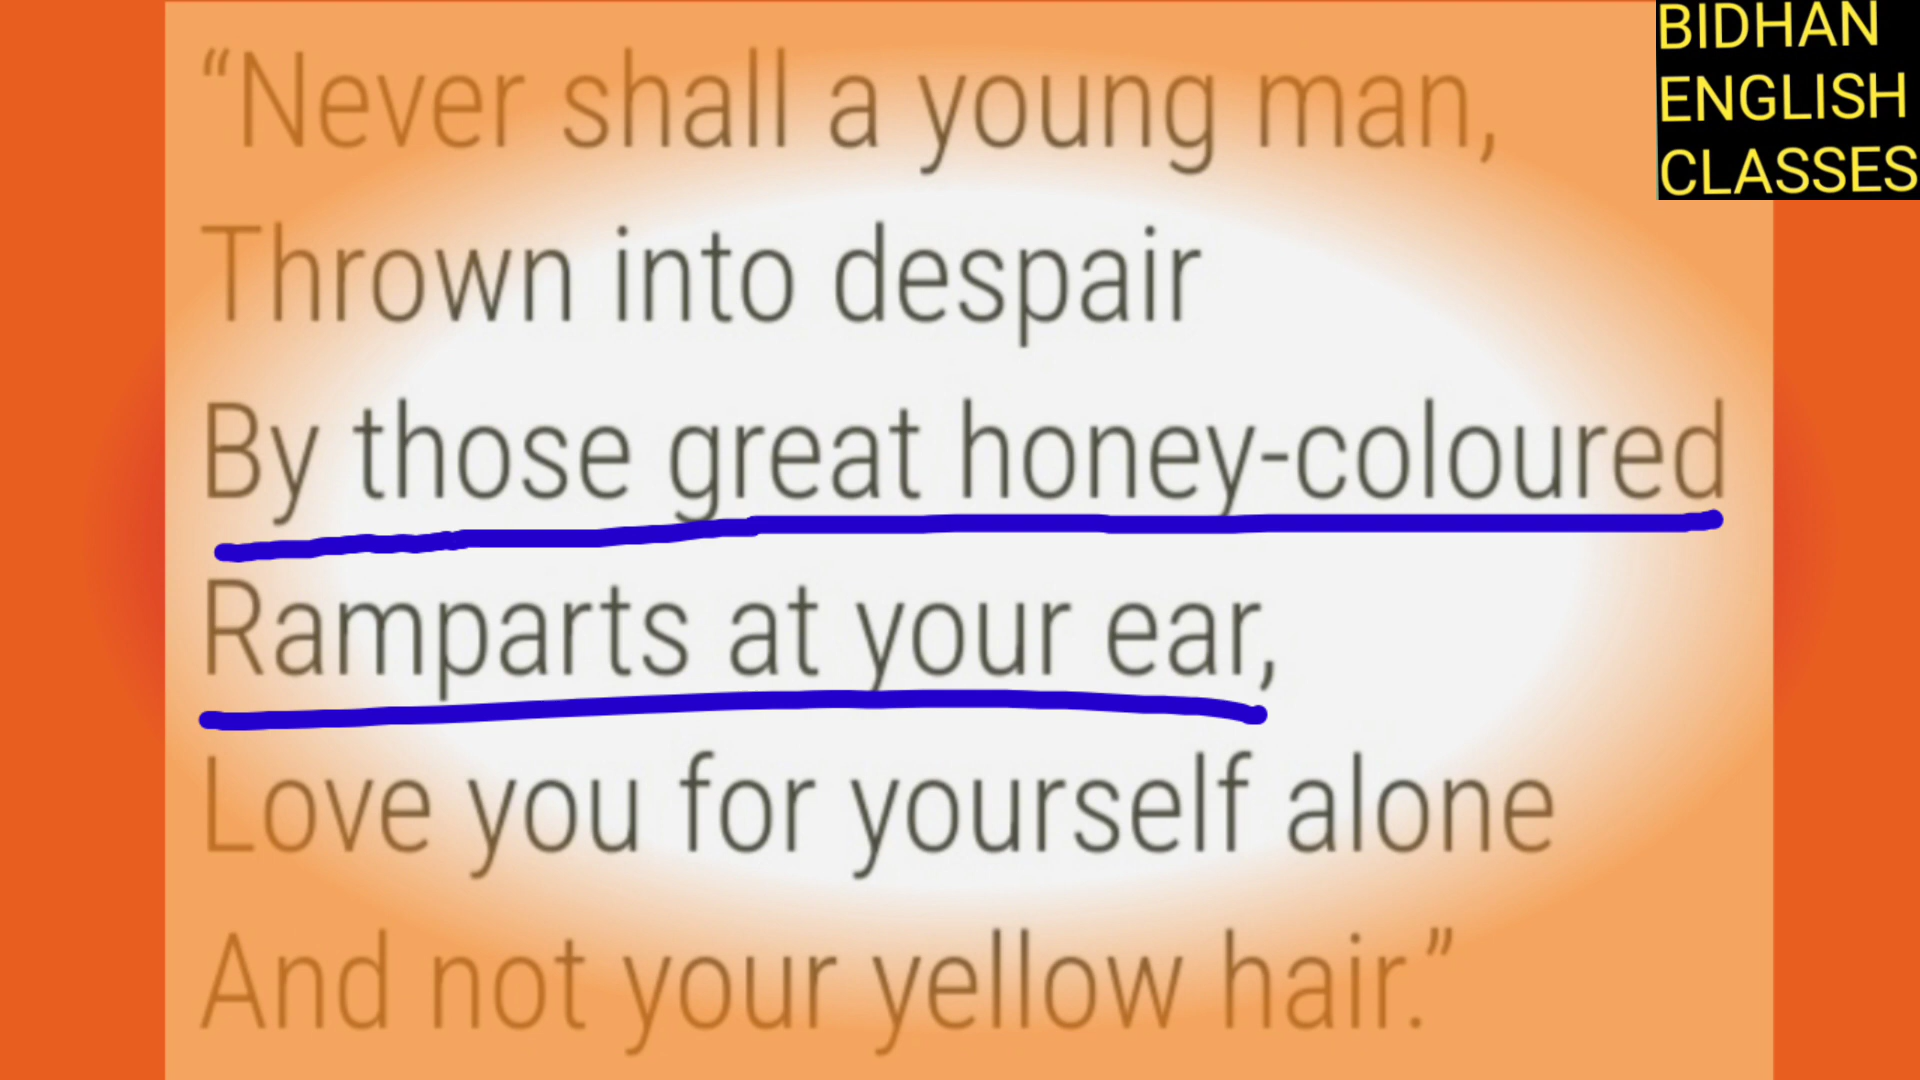 “Never shall a young man,
Thrown into despair
By those great honey-coloured
Ramparts at your ear,
Love you for yourself alone
And not your yellow hair.”
BIDHAN
ENGLISH
CLASSES